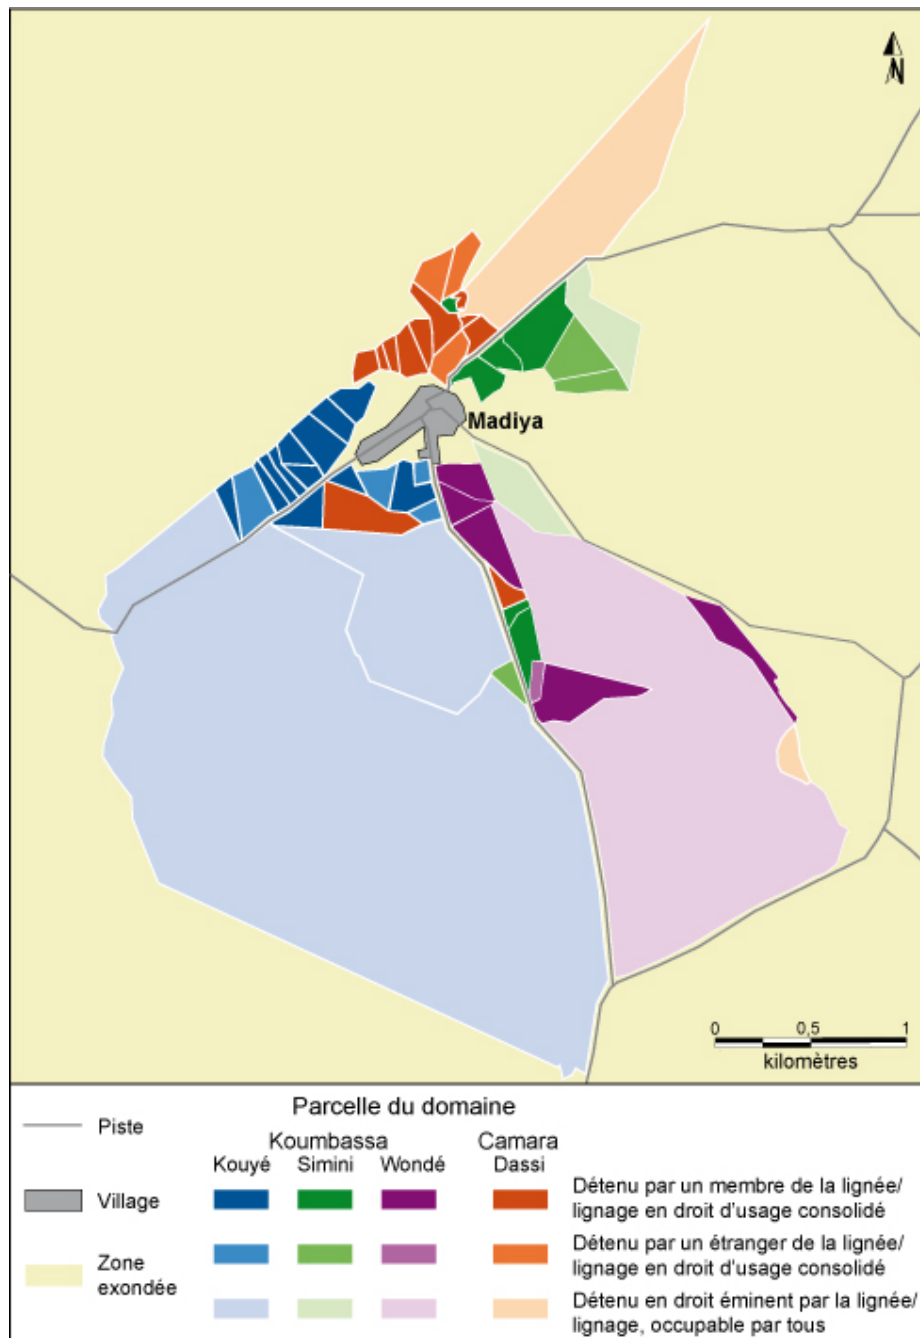 N
Madiya
0 0,5 1
kilomètres
Parcelle du domaine
Piste
Koumbassa Camara
Kouyé Simini Wondé Dassi
Village
Détenu par un membre de la lignée/
lignage en droit d'usage consolidé
Détenu par un étranger de la lignée/
lignage en droit d'usage consolidé
Zone
exondée
Détenu en droit éminent par la lignée/
lignage, occupable par tous